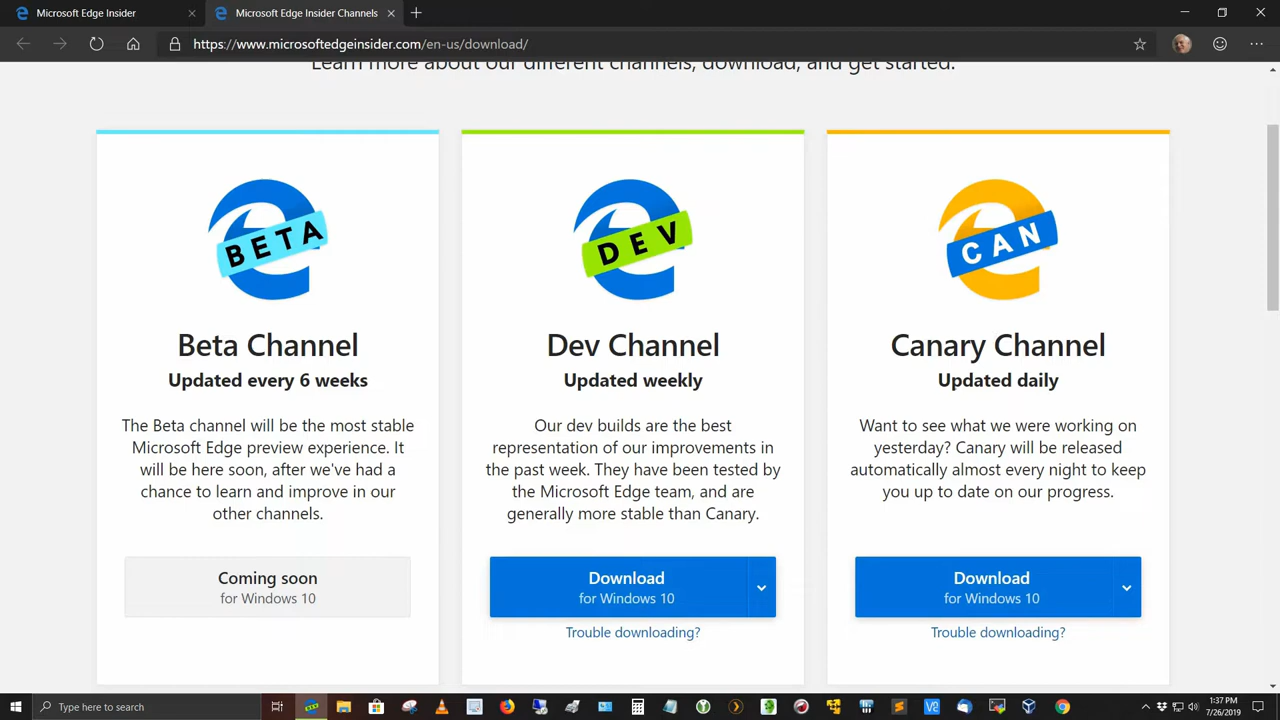 Microsoft Edge Insider
Microsoft Edge Insider Channels
https://www.microsoftedgeinsider.com/en-us/download/
Learn more about our different channels, download, and get started.
BETA
Beta Channel
Updated every 6 weeks
The Beta channel will be the most stable
Microsoft Edge preview experience. It
will be here soon, after we've had a
chance to learn and improve in our
other channels.
Coming soon
for Windows 10
DEV
Dev Channel
Updated weekly
Our dev builds are the best
representation of our improvements in
the past week. They have been tested by
the Microsoft Edge team, and are
generally more stable than Canary.
Download
for Windows 10
Trouble downloading?
CAN
Canary Channel
Updated daily
Want to see what we were working on
yesterday? Canary will be released
automatically almost every night to keep
you up to date on our progress.
Download
for Windows 10
Trouble downloading?
Type here to search
1:37 PM
7/26/2019